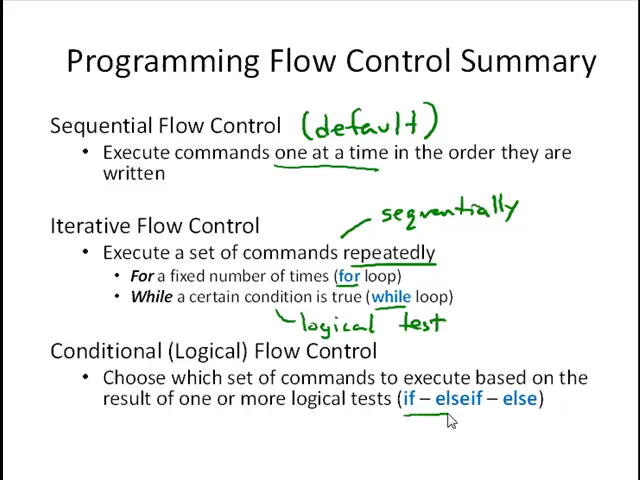 Programming Flow Control Summary
Sequential Flow Control (default)
• Execute commands one at a time in the order they are
written
sequentially
Iterative Flow Control
• Execute a set of commands repeatedly
• For a fixed number of times (for loop)
• While a certain condition is true (while loop)
logical test
Conditional (Logical) Flow Control
• Choose which set of commands to execute based on the
result of one or more logical tests (if – elseif – else)